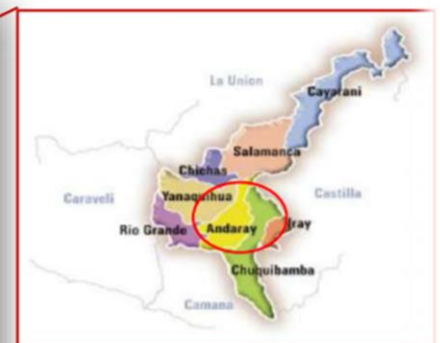 La Union
Cayarani
Salamanca
Chichas
Caraveli
Yanaquihua
Castilla
Rio Grande
Andaray
Iray
Chuquibamba
Camana